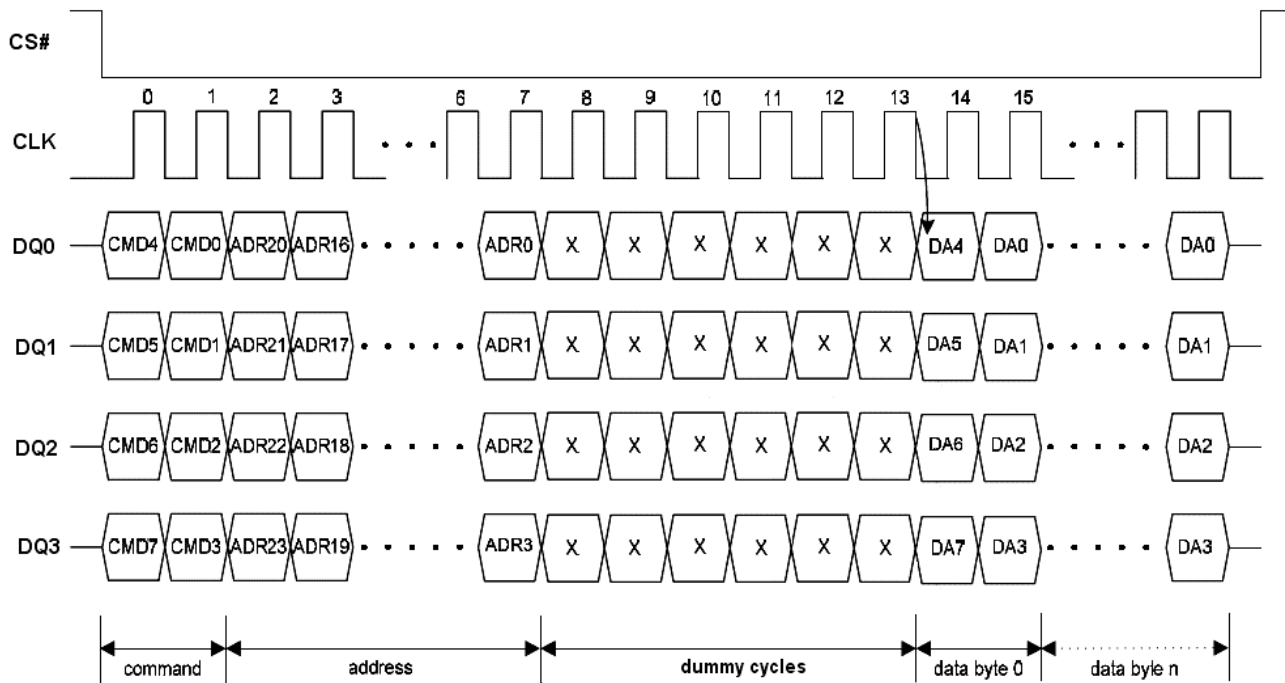 CS#
0 1 2 3 6 7 8 9 10 11 12 13 14 15
CLK
DQ0 CMD4 CMD0 ADR20 ADR16 ADR0 X X X X X X DA4 DA0 DA0
DQ1 CMD5 CMD1 ADR21 ADR17 ADR1 X X X X X X DA5 DA1 DA1
DQ2 CMD6 CMD2 ADR22 ADR18 ADR2 X X X X X X DA6 DA2 DA2
DQ3 CMD7 CMD3 ADR23 ADR19 ADR3 X X X X X X DA7 DA3 DA3
command address dummy cycles data byte 0 data byle n